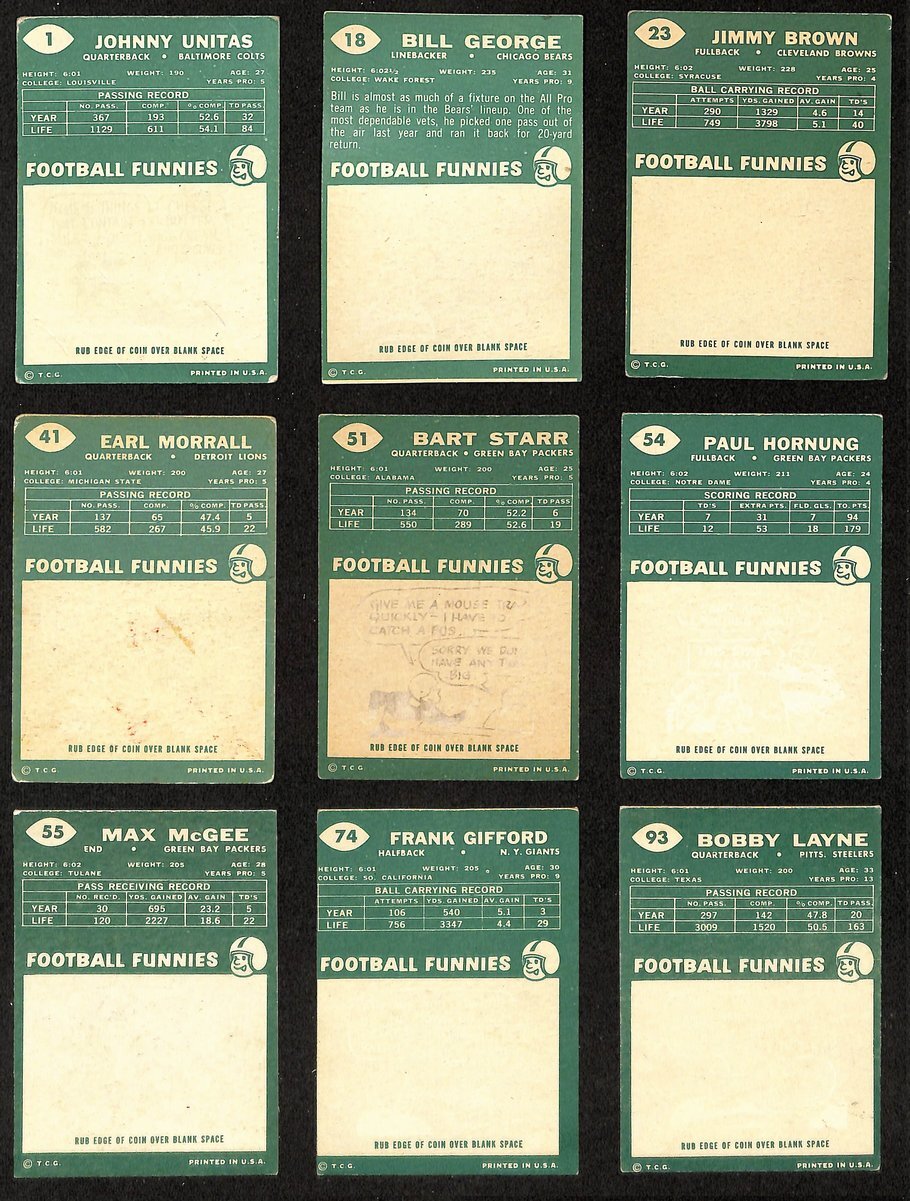 1 JOHNNY UNITAS
QUARTERBACK • BALTIMORE COLTS
HEIGHT: 6:01 WEIGHT: 190 AGE: 27
COLLEGE: LOUISVILLE YEARS PRO: 5
PASSING RECORD
NO. PASS. COMP. % COMP. TD PASS
YEAR 367 193 52.6 32
LIFE 1129 611 54.1 84
FOOTBALL FUNNIES
RUB EDGE OF COIN OVER BLANK SPACE
© T.C.G. PRINTED IN U.S.A.
18 BILL GEORGE
LINEBACKER • CHICAGO BEARS
HEIGHT: 6:02½ WEIGHT: 235 AGE: 31
COLLEGE: WAKE FOREST YEARS PRO: 9
Bill is almost as much of a fixture on the All Pro
team as he is in the Bears' lineup. One of the
most dependable vets, he picked one pass out of
the air last year and ran it back for 20-yard
return.
FOOTBALL FUNNIES
RUB EDGE OF COIN OVER BLANK SPACE
© T.C.G. PRINTED IN U.S.A.
23 JIMMY BROWN
FULLBACK • CLEVELAND BROWNS
HEIGHT: 6:02 WEIGHT: 228 AGE: 25
COLLEGE: SYRACUSE YEARS PRO: 4
BALL CARRYING RECORD
ATTEMPTS YDS. GAINED AV. GAIN TD'S
YEAR 290 1329 4.6 14
LIFE 749 3798 5.1 40
FOOTBALL FUNNIES
RUB EDGE OF COIN OVER BLANK SPACE
© T.C.G. PRINTED IN U.S.A.
41 EARL MORRALL
QUARTERBACK • DETROIT LIONS
HEIGHT: 6:01 WEIGHT: 200 AGE: 27
COLLEGE: MICHIGAN STATE YEARS PRO: 5
PASSING RECORD
NO. PASS. COMP. % COMP. TD PASS.
YEAR 137 65 47.4 5
LIFE 582 267 45.9 22
FOOTBALL FUNNIES
RUB EDGE OF COIN OVER BLANK SPACE
© T.C.G. PRINTED IN U.S.A.
51 BART STARR
QUARTERBACK • GREEN BAY PACKERS
HEIGHT: 6:01 WEIGHT: 200 AGE: 25
COLLEGE: ALABAMA YEARS PRO: 5
PASSING RECORD
NO. PASS. COMP. % COMP. TD PASS
YEAR 134 70 52.2 6
LIFE 550 289 52.6 19
FOOTBALL FUNNIES
GIVE ME A MOUSE TRAP
QUICKLY - I HAVE TO
CATCH A BUS.
SORRY WE DON
HAVE ANY
BIG.
RUB EDGE OF COIN OVER BLANK SPACE
© T.C.G. PRINTED IN U.S.A.
54 PAUL HORNUNG
FULLBACK • GREEN BAY PACKERS
HEIGHT: 6:02 WEIGHT: 211 AGE: 24
COLLEGE: NOTRE DAME YEARS PRO: 4
SCORING RECORD
TD'S EXTRA PTS. FLD. GLS. TO. PTS
YEAR 7 31 7 94
LIFE 12 53 18 179
FOOTBALL FUNNIES
RUB EDGE OF COIN OVER BLANK SPACE
© T.C.G. PRINTED IN U.S.A.
55 MAX McGEE
END • GREEN BAY PACKERS
HEIGHT: 6:02 WEIGHT: 205 AGE: 28
COLLEGE: TULANE YEARS PRO: 5
PASS RECEIVING RECORD
NO. REC'D. YDS. GAINED AV. GAIN TD'S
YEAR 30 695 23.2 5
LIFE 120 2227 18.6 22
FOOTBALL FUNNIES
RUB EDGE OF COIN OVER BLANK SPACE
© T.C.G. PRINTED IN U.S.A.
74 FRANK GIFFORD
HALFBACK • N. Y. GIANTS
HEIGHT: 6:01 WEIGHT: 205 AGE: 30
COLLEGE: SO. CALIFORNIA YEARS PRO: 9
BALL CARRYING RECORD
ATTEMPTS YDS. GAINED AV. GAIN TD'S
YEAR 106 540 5.1 3
LIFE 756 3347 4.4 29
FOOTBALL FUNNIES
RUB EDGE OF COIN OVER BLANK SPACE
© T.C.G. PRINTED IN U.S.A.
93 BOBBY LAYNE
QUARTERBACK • PITTS. STEELERS
HEIGHT: 6:01 WEIGHT: 200 AGE: 33
COLLEGE: TEXAS YEARS PRO: 13
PASSING RECORD
NO. PASS. COMP. % COMP. TD PASS.
YEAR 297 142 47.8 20
LIFE 3009 1520 50.5 163
FOOTBALL FUNNIES
RUB EDGE OF COIN OVER BLANK SPACE
© T.C.G. PRINTED IN U.S.A.